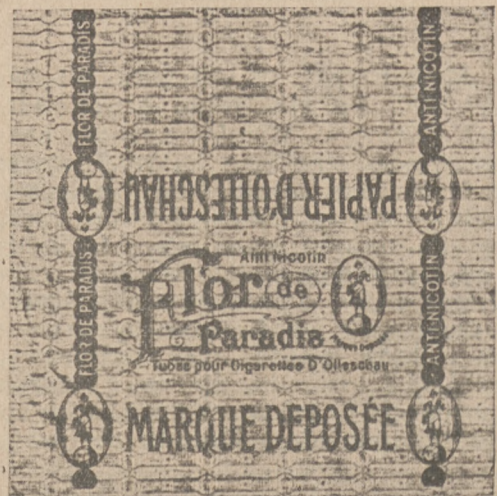 FLOR DE PARADIS
ANTI NICOTIN
PAPIER D'OLLESCHAU
Anti Nicotin
Flor de
Paradis
Tubes pour Cigarettes D'Olleschau
FLOR DE PARADIS
ANTI NICOTIN
MARQUE DEPOSÉE